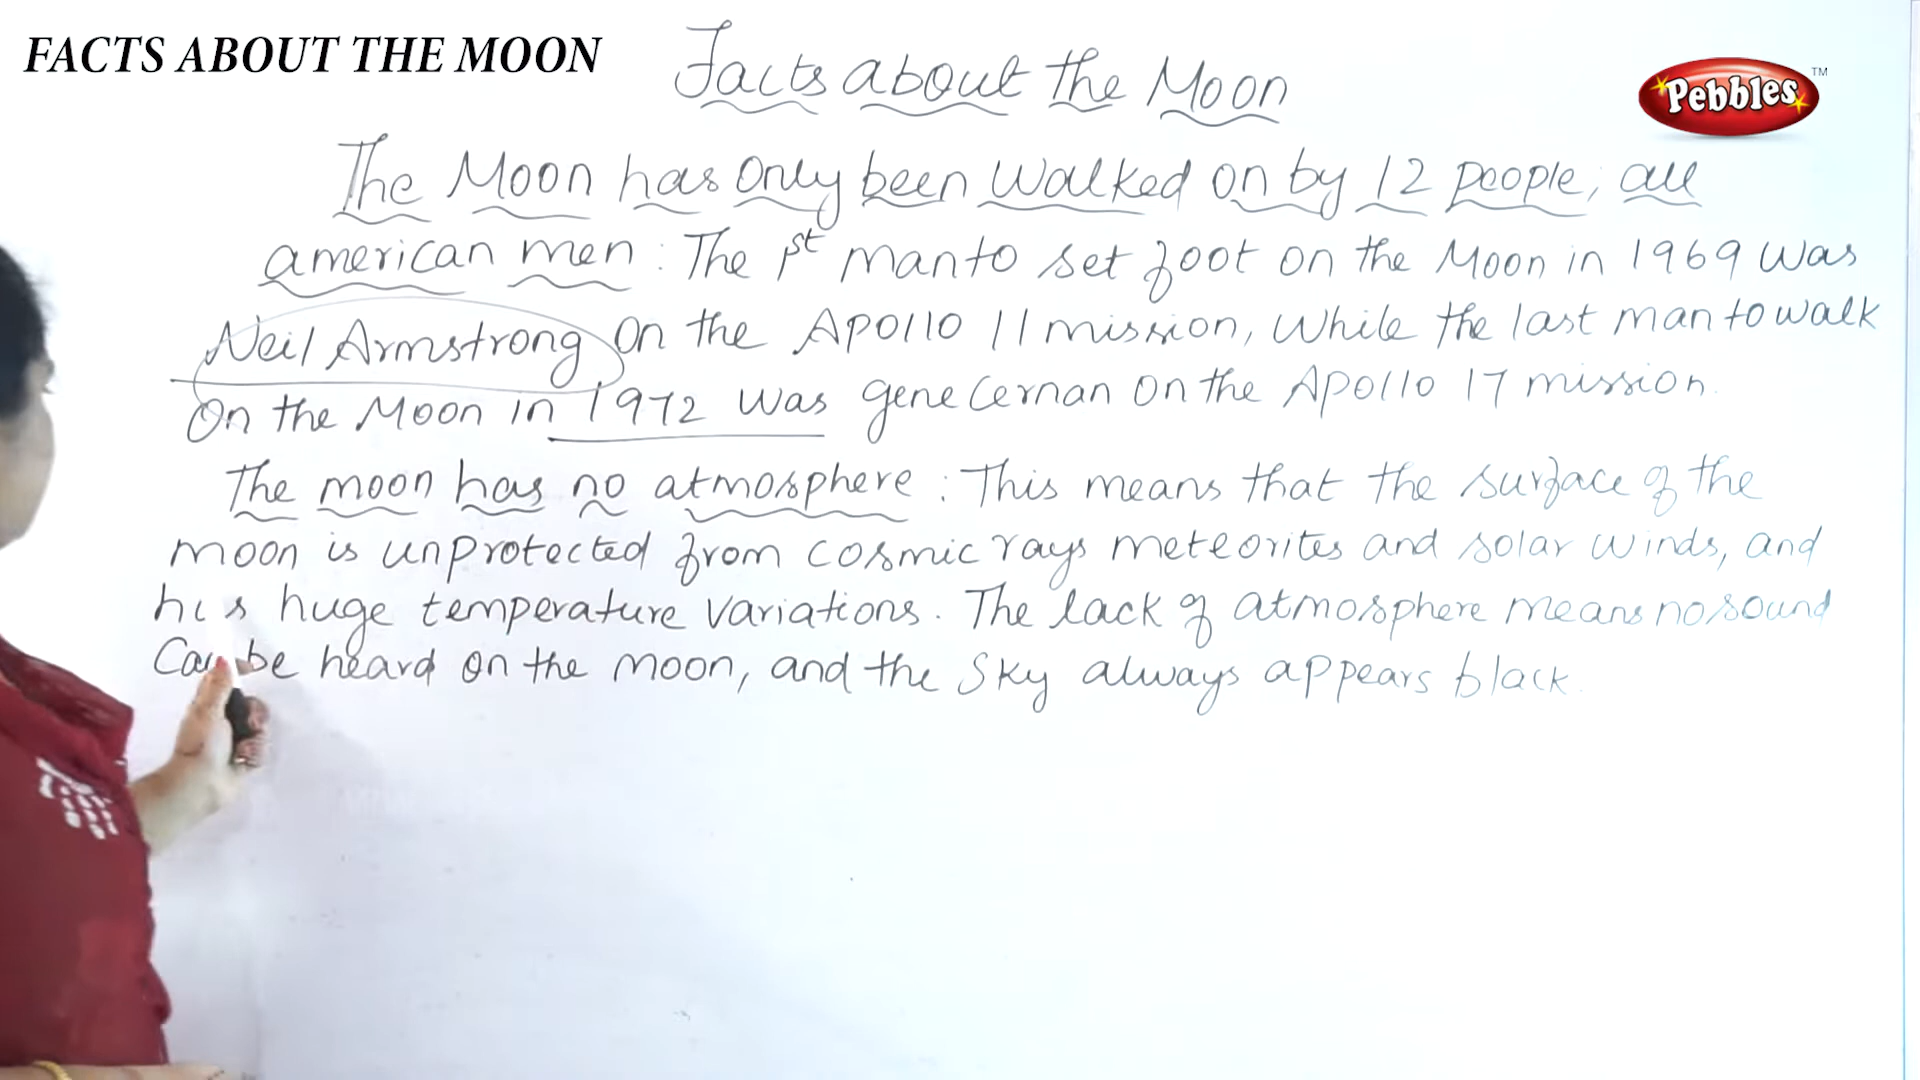 FACTS ABOUT THE MOON
Facts about the Moon
Pebbles TM
The Moon has only been walked on by 12 people; all
american men : The 1st man to set foot on the Moon in 1969 was
Neil Armstrong On the Apollo 11 mission, While the last man to walk
On the Moon in 1972 was gene Cernan On the Apollo 17 mission.
The moon has no atmosphere : This means that the surface of the
moon is unprotected from cosmic rays meteorites and solar winds, and
his huge temperature variations. The lack of atmosphere means no sound
Can be heard on the moon, and the Sky always appears black.